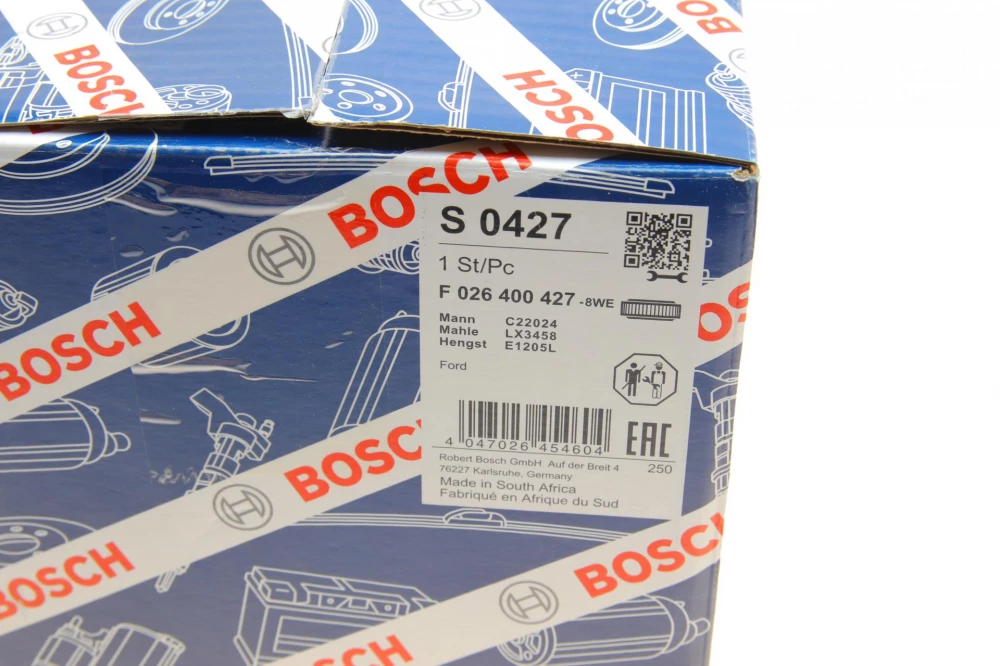 BOSCH
BOSCH
BOSCH
BOSCH
S 0427
1 St/Pc
F 026 400 427 -8WE
Mann C22024
Mahle LX3458
Hengst E1205L
Ford
4 047026 454604
EAC
Robert Bosch GmbH Auf der Breit 4
76227 Karlsruhe, Germany
250
Made in South Africa
Fabriqué en Afrique du Sud
BOSCH
BOSCH
BOSCH
BOSCH